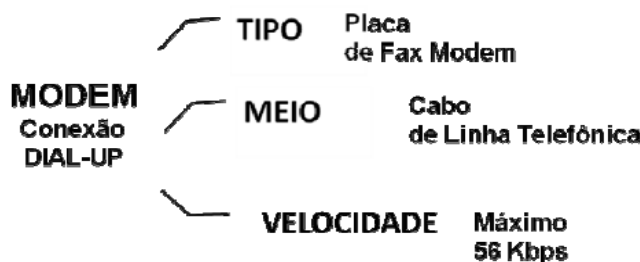 TIPO Placa
de Fax Modem
MODEM
Conexão
DIAL-UP
MEIO Cabo
de Linha Telefônica
VELOCIDADE Máximo
56 Kbps